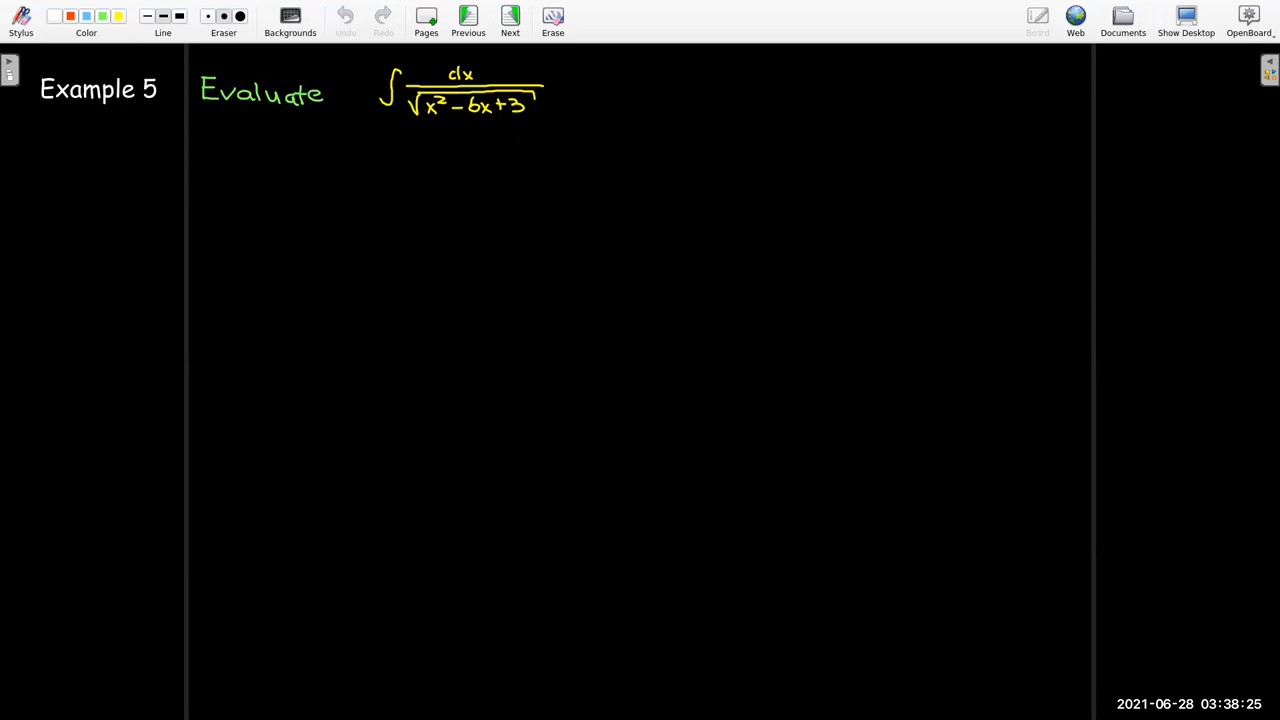 Stylus Color Line Eraser Backgrounds Undo Redo Pages Previous Next Erase Board Web Documents Show Desktop OpenBoard
Example 5 Evaluate ∫ dx / √(x² - 6x + 3)
2021-06-28 03:38:25